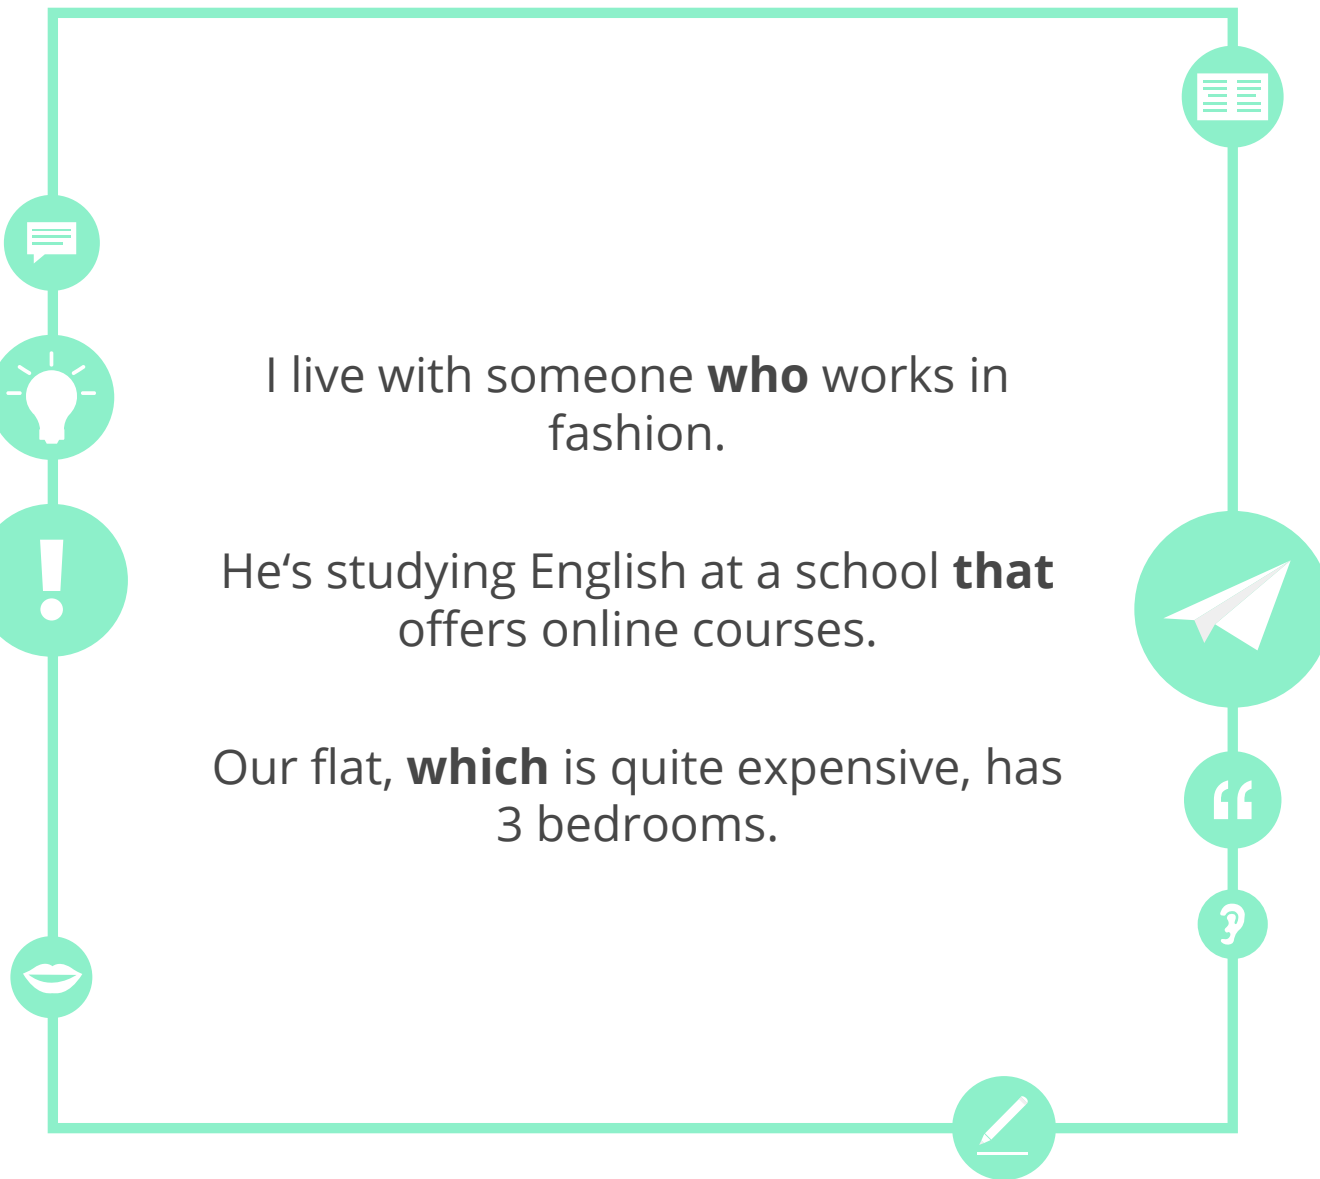 I live with someone who works in
fashion.
He‘s studying English at a school that
offers online courses.
Our flat, which is quite expensive, has
3 bedrooms.